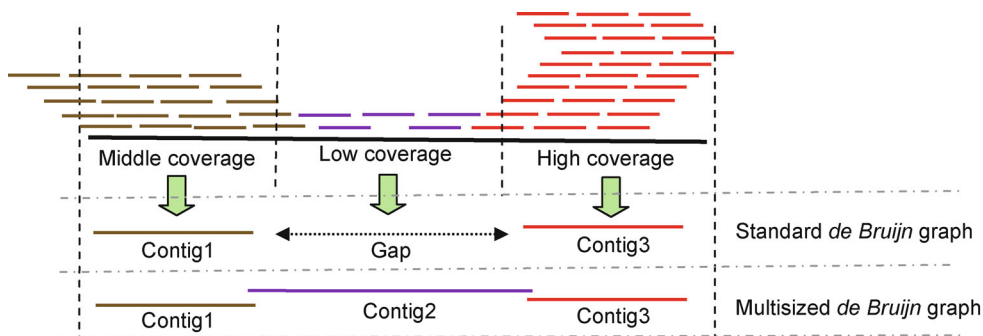 Middle coverage
Low coverage
High coverage
Contig1
Gap
Contig3
Standard de Bruijn graph
Contig1
Contig2
Contig3
Multisized de Bruijn graph